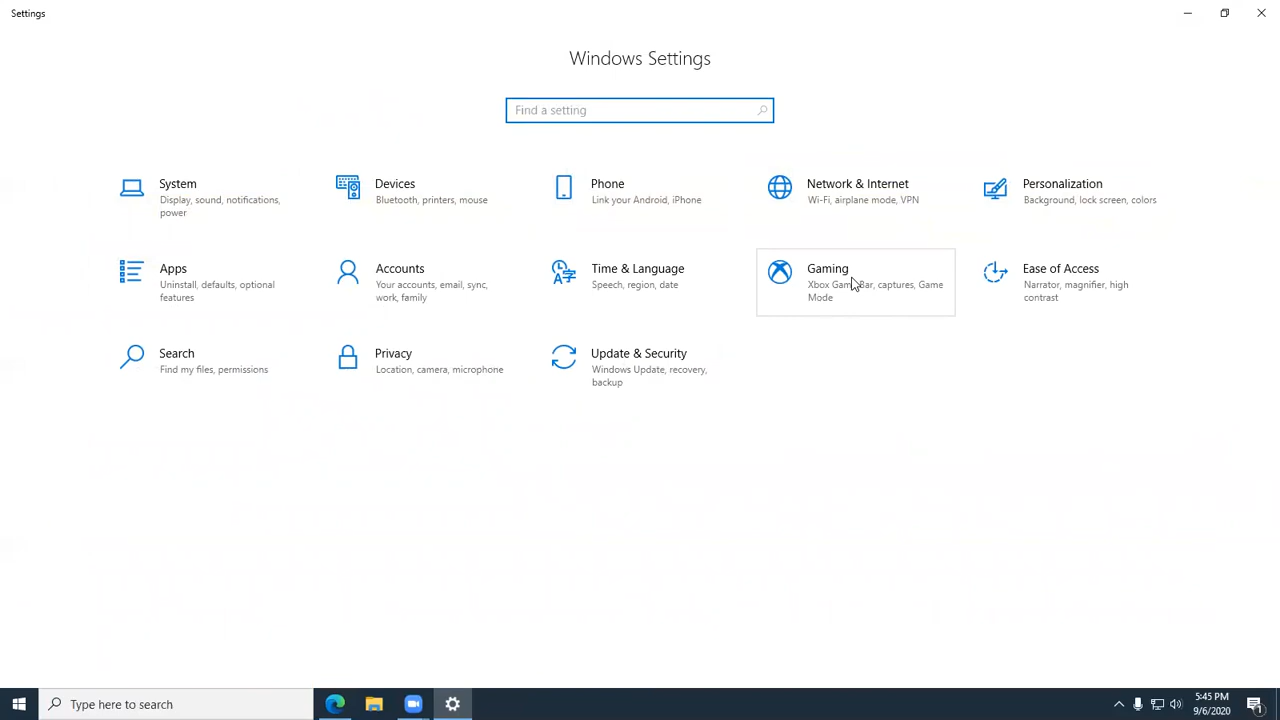 Settings
Windows Settings
Find a setting
System
Display, sound, notifications,
power
Devices
Bluetooth, printers, mouse
Phone
Link your Android, iPhone
Network & Internet
Wi-Fi, airplane mode, VPN
Personalization
Background, lock screen, colors
Apps
Uninstall, defaults, optional
features
Accounts
Your accounts, email, sync,
work, family
Time & Language
Speech, region, date
Gaming
Xbox Game Bar, captures, Game
Mode
Ease of Access
Narrator, magnifier, high
contrast
Search
Find my files, permissions
Privacy
Location, camera, microphone
Update & Security
Windows Update, recovery,
backup
Type here to search
5:45 PM
9/6/2020
1